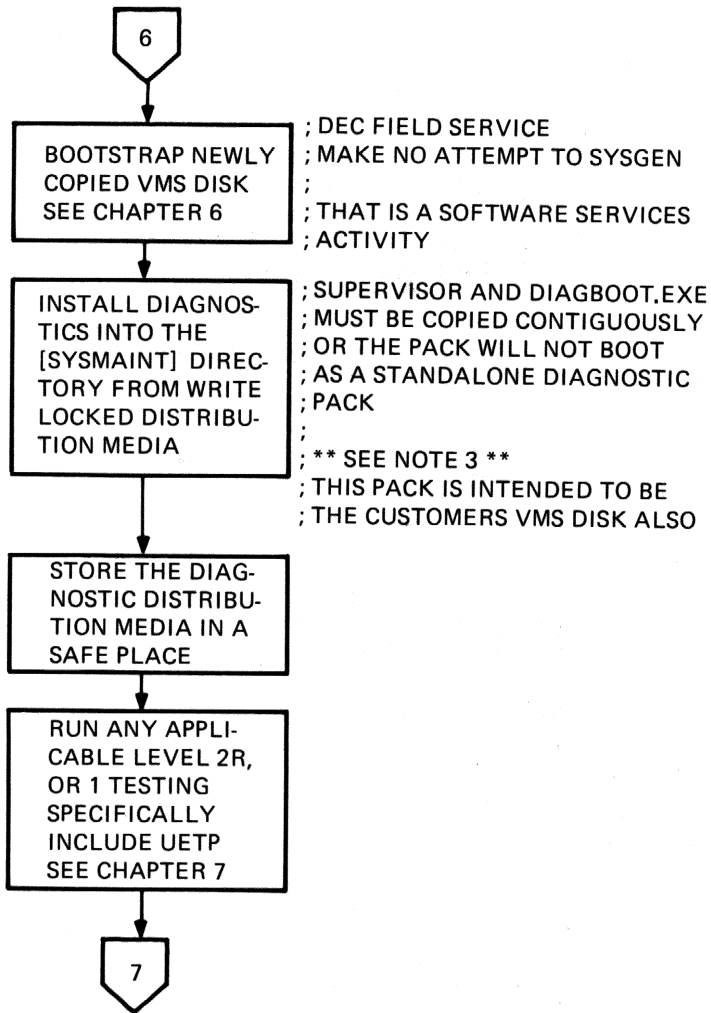 6
BOOTSTRAP NEWLY
COPIED VMS DISK
SEE CHAPTER 6
; DEC FIELD SERVICE
; MAKE NO ATTEMPT TO SYSGEN
;
; THAT IS A SOFTWARE SERVICES
; ACTIVITY
INSTALL DIAGNOS-
TICS INTO THE
[SYSMAINT] DIREC-
TORY FROM WRITE
LOCKED DISTRIBU-
TION MEDIA
; SUPERVISOR AND DIAGBOOT.EXE
; MUST BE COPIED CONTIGUOUSLY
; OR THE PACK WILL NOT BOOT
; AS A STANDALONE DIAGNOSTIC
; PACK
;
; ** SEE NOTE 3 **
; THIS PACK IS INTENDED TO BE
; THE CUSTOMERS VMS DISK ALSO
STORE THE DIAG-
NOSTIC DISTRIBU-
TION MEDIA IN A
SAFE PLACE
RUN ANY APPLI-
CABLE LEVEL 2R,
OR 1 TESTING
SPECIFICALLY
INCLUDE UETP
SEE CHAPTER 7
7